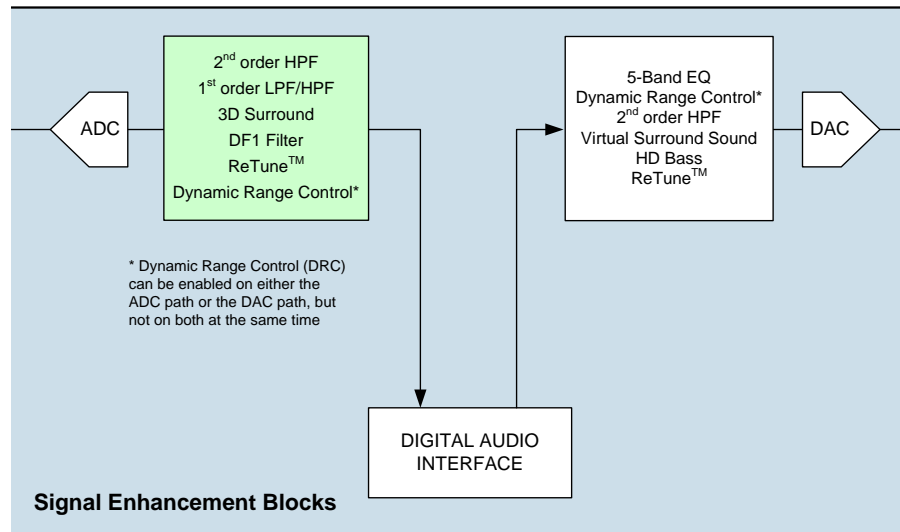 ADC
2nd order HPF
1st order LPF/HPF
3D Surround
DF1 Filter
ReTune™
Dynamic Range Control*
5-Band EQ
Dynamic Range Control*
2nd order HPF
Virtual Surround Sound
HD Bass
ReTune™
DAC
* Dynamic Range Control (DRC)
can be enabled on either the
ADC path or the DAC path, but
not on both at the same time
DIGITAL AUDIO
INTERFACE
Signal Enhancement Blocks